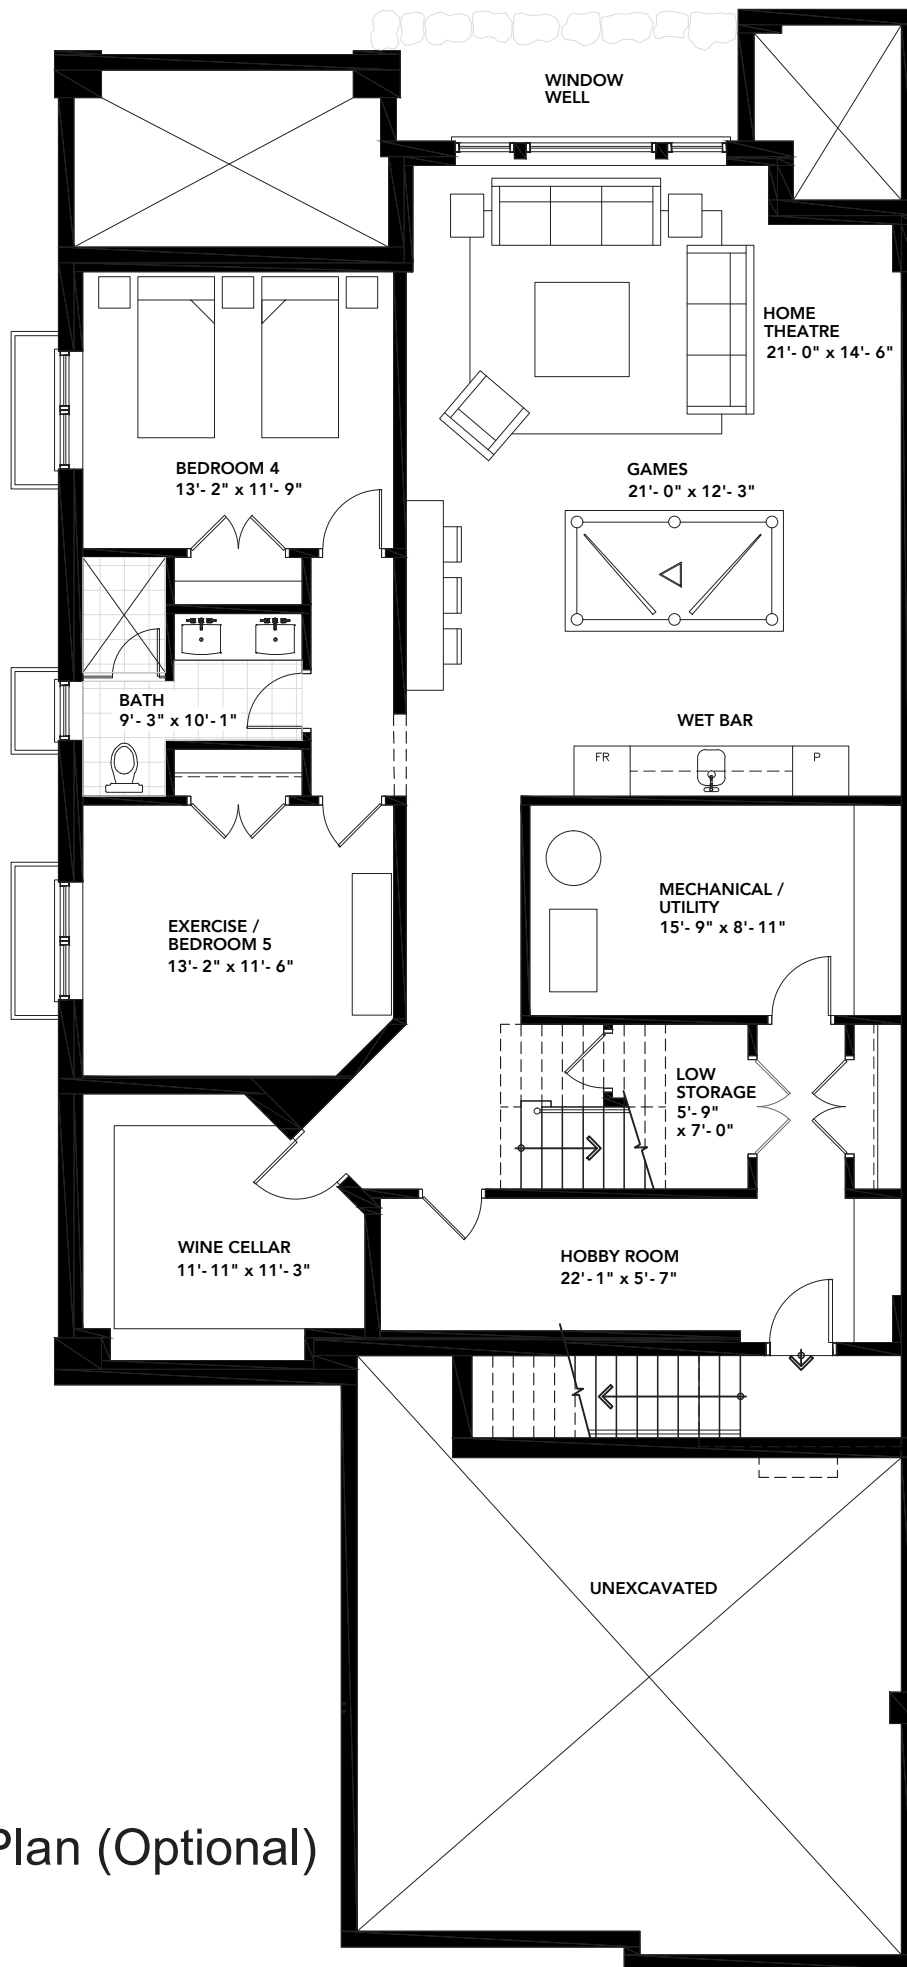 WINDOW
WELL
HOME
THEATRE
21'- 0" x 14'- 6"
BEDROOM 4
13'- 2" x 11'- 9"
GAMES
21'- 0" x 12'- 3"
BATH
9'- 3" x 10'- 1"
WET BAR
FR
P
MECHANICAL /
UTILITY
15'- 9" x 8'- 11"
EXERCISE /
BEDROOM 5
13'- 2" x 11'- 6"
LOW
STORAGE
5'- 9"
x 7'- 0"
WINE CELLAR
11'- 11" x 11'- 3"
HOBBY ROOM
22'- 1" x 5'- 7"
UNEXCAVATED
Plan (Optional)